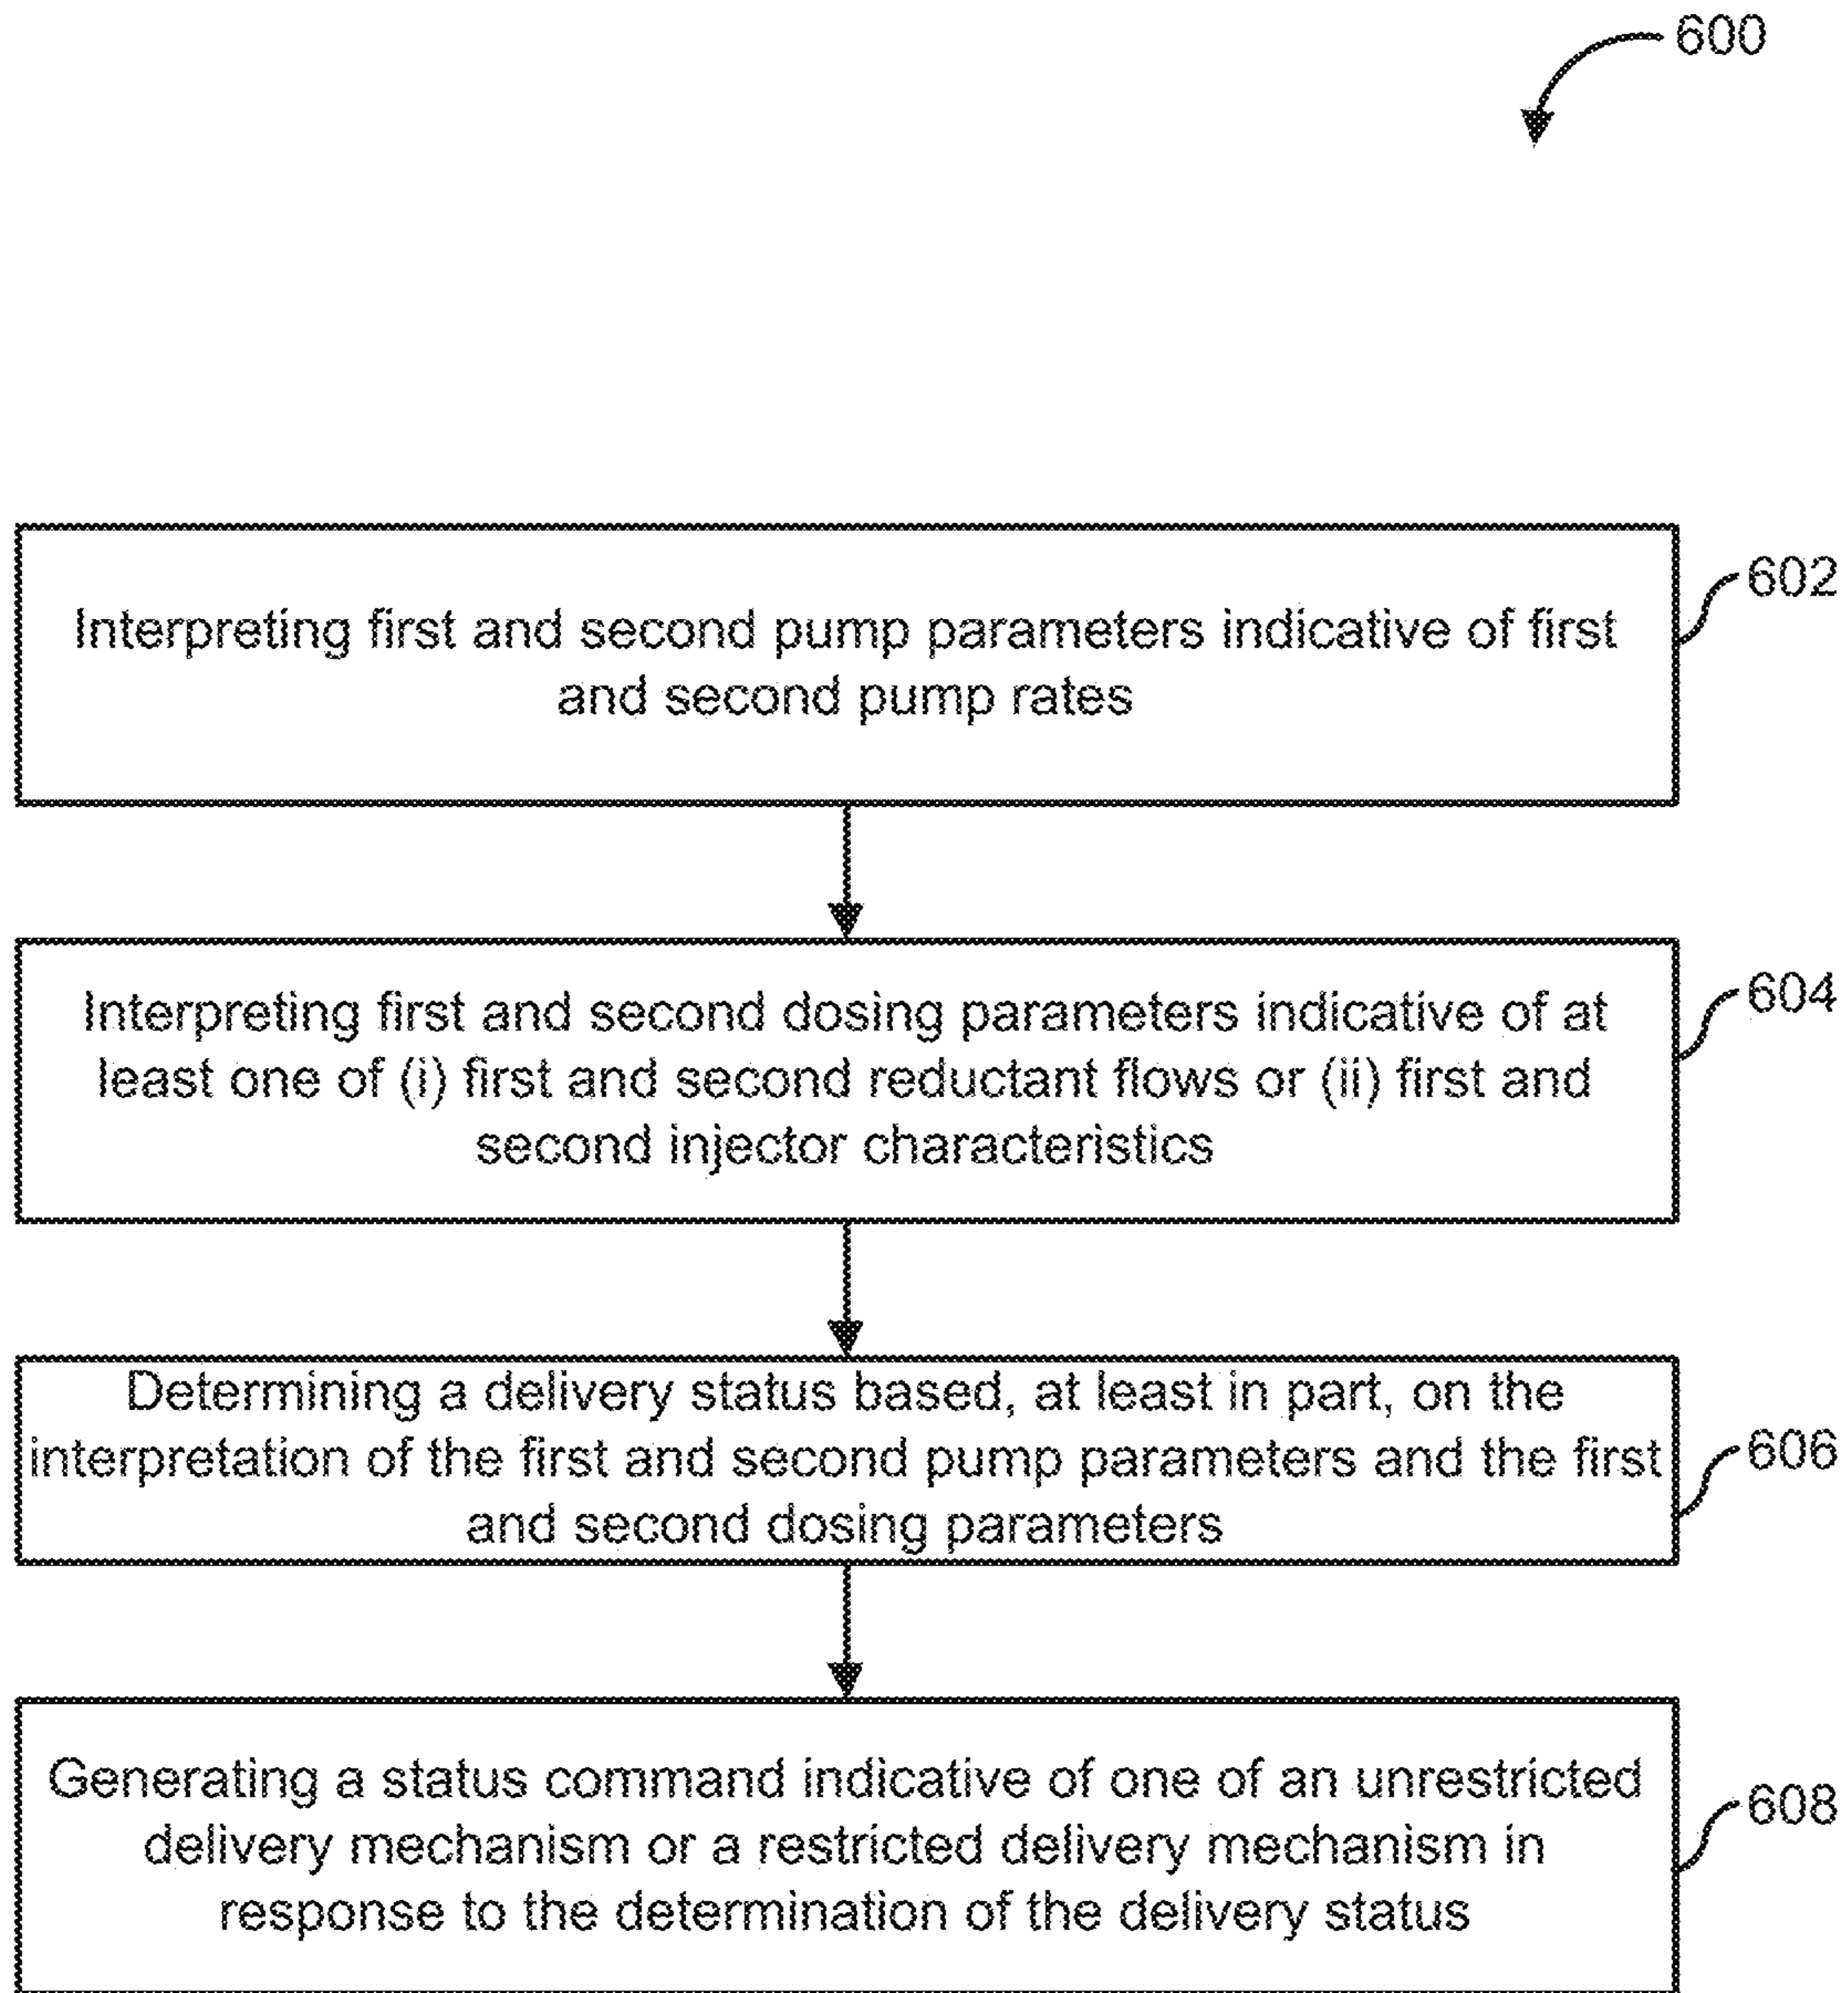 600
Interpreting first and second pump parameters indicative of first
and second pump rates
602
Interpreting first and second dosing parameters indicative of at
least one of (i) first and second reductant flows or (ii) first and
second injector characteristics
604
Determining a delivery status based, at least in part, on the
interpretation of the first and second pump parameters and the first
and second dosing parameters
606
Generating a status command indicative of one of an unrestricted
delivery mechanism or a restricted delivery mechanism in
response to the determination of the delivery status
608